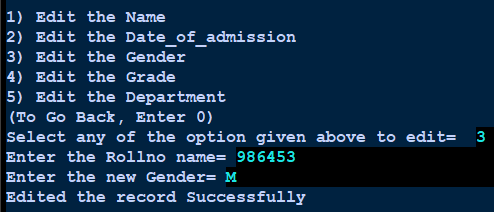 1) Edit the Name
2) Edit the Date_of_admission
3) Edit the Gender
4) Edit the Grade
5) Edit the Department
(To Go Back, Enter 0)
Select any of the option given above to edit=  3
Enter the Rollno name= 986453
Enter the new Gender= M
Edited the record Successfully